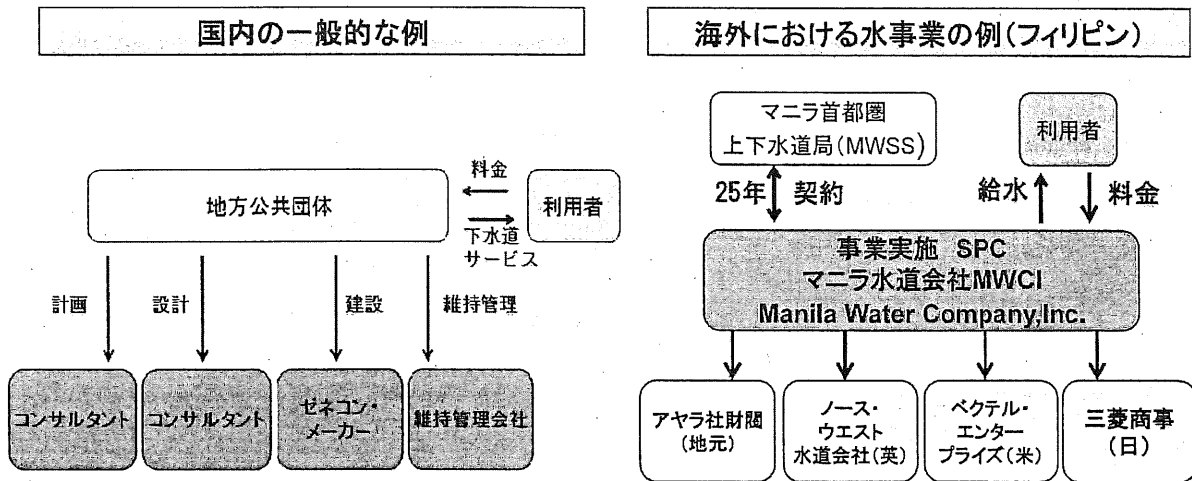 国内の一般的な例
地方公共団体
料金
下水道
サービス
利用者
計画
設計
建設
維持管理
コンサルタント
コンサルタント
ゼネコン・
メーカー
維持管理会社
海外における水事業の例(フィリピン)
マニラ首都圏
上下水道局(MWSS)
利用者
25年 契約
給水
料金
事業実施 SPC
マニラ水道会社MWCI
Manila Water Company,Inc.
アヤラ社財閥
(地元)
ノース・
ウエスト
水道会社(英)
ベクテル・
エンター
プライズ(米)
三菱商事
(日)